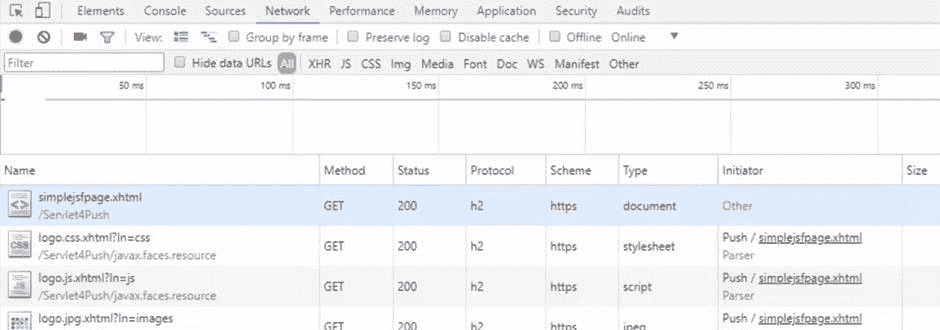 Elements Console Sources Network Performance Memory Application Security Audits
View: Group by frame Preserve log Disable cache Offline Online ▼
Filter Hide data URLs All XHR JS CSS Img Media Font Doc WS Manifest Other
50 ms 100 ms 150 ms 200 ms 250 ms 300 ms
Name Method Status Protocol Scheme Type Initiator Size
simplejsfpage.xhtml
/Servlet4Push
GET 200 h2 https document Other
logo.css.xhtml?ln=css
/Servlet4Push/javax.faces.resource
GET 200 h2 https stylesheet Push / simplejsfpage.xhtml
Parser
logo.js.xhtml?ln=js
/Servlet4Push/javax.faces.resource
GET 200 h2 https script Push / simplejsfpage.xhtml
Parser
logo.jpg.xhtml?ln=images
GET 200 h2 https jpeg Push / simplejsfpage.xhtml